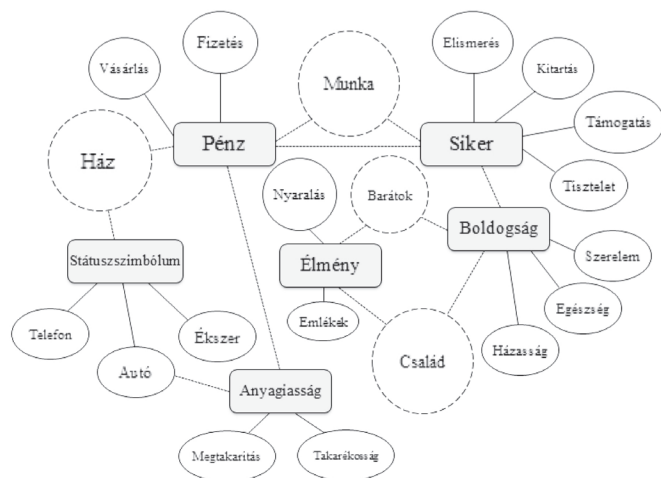 Fizetés
Elismerés
Vásárlás
Munka
Kitartás
Támogatás
Pénz
Siker
Ház
Tisztelet
Nyaralás
Barátok
Boldogság
Szerelem
Státuszszimbólum
Élmény
Egészség
Emlékek
Telefon
Ékszer
Házasság
Család
Autó
Anyagiasság
Megtakarítás
Takarékosság